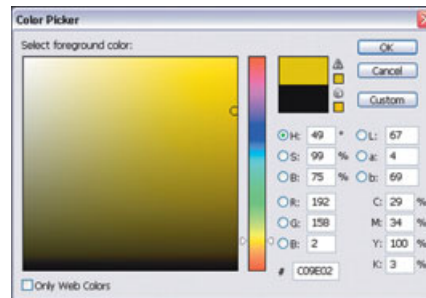 Color Picker
Select foreground color:
OK
Cancel
Custom
H: 49 ° L: 67
S: 99 % a: 4
B: 75 % b: 69
R: 192 C: 29 %
G: 158 M: 34 %
B: 2 Y: 100 %
# C09E02 K: 3 %
Only Web Colors